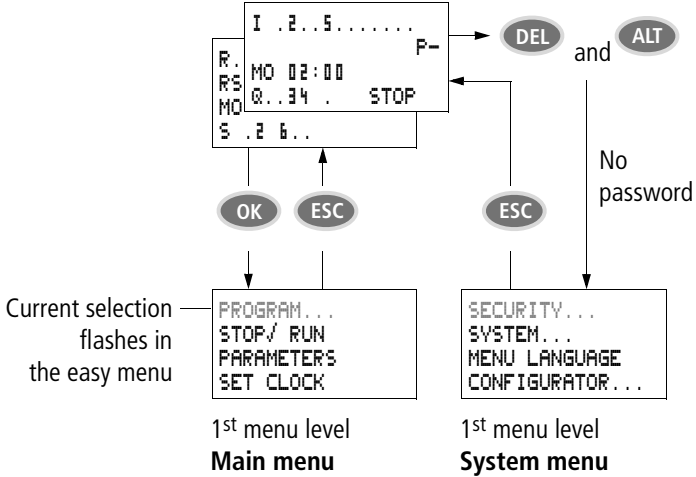 I .2..5.......
P-
MO 02:00
Q..34 . STOP
R.
RS
MO
S .2 6..
DEL
and
ALT
No
password
OK
ESC
ESC
Current selection
flashes in
the easy menu
PROGRAM...
STOP/ RUN
PARAMETERS
SET CLOCK
SECURITY...
SYSTEM...
MENU LANGUAGE
CONFIGURATOR...
1st menu level
Main menu
1st menu level
System menu